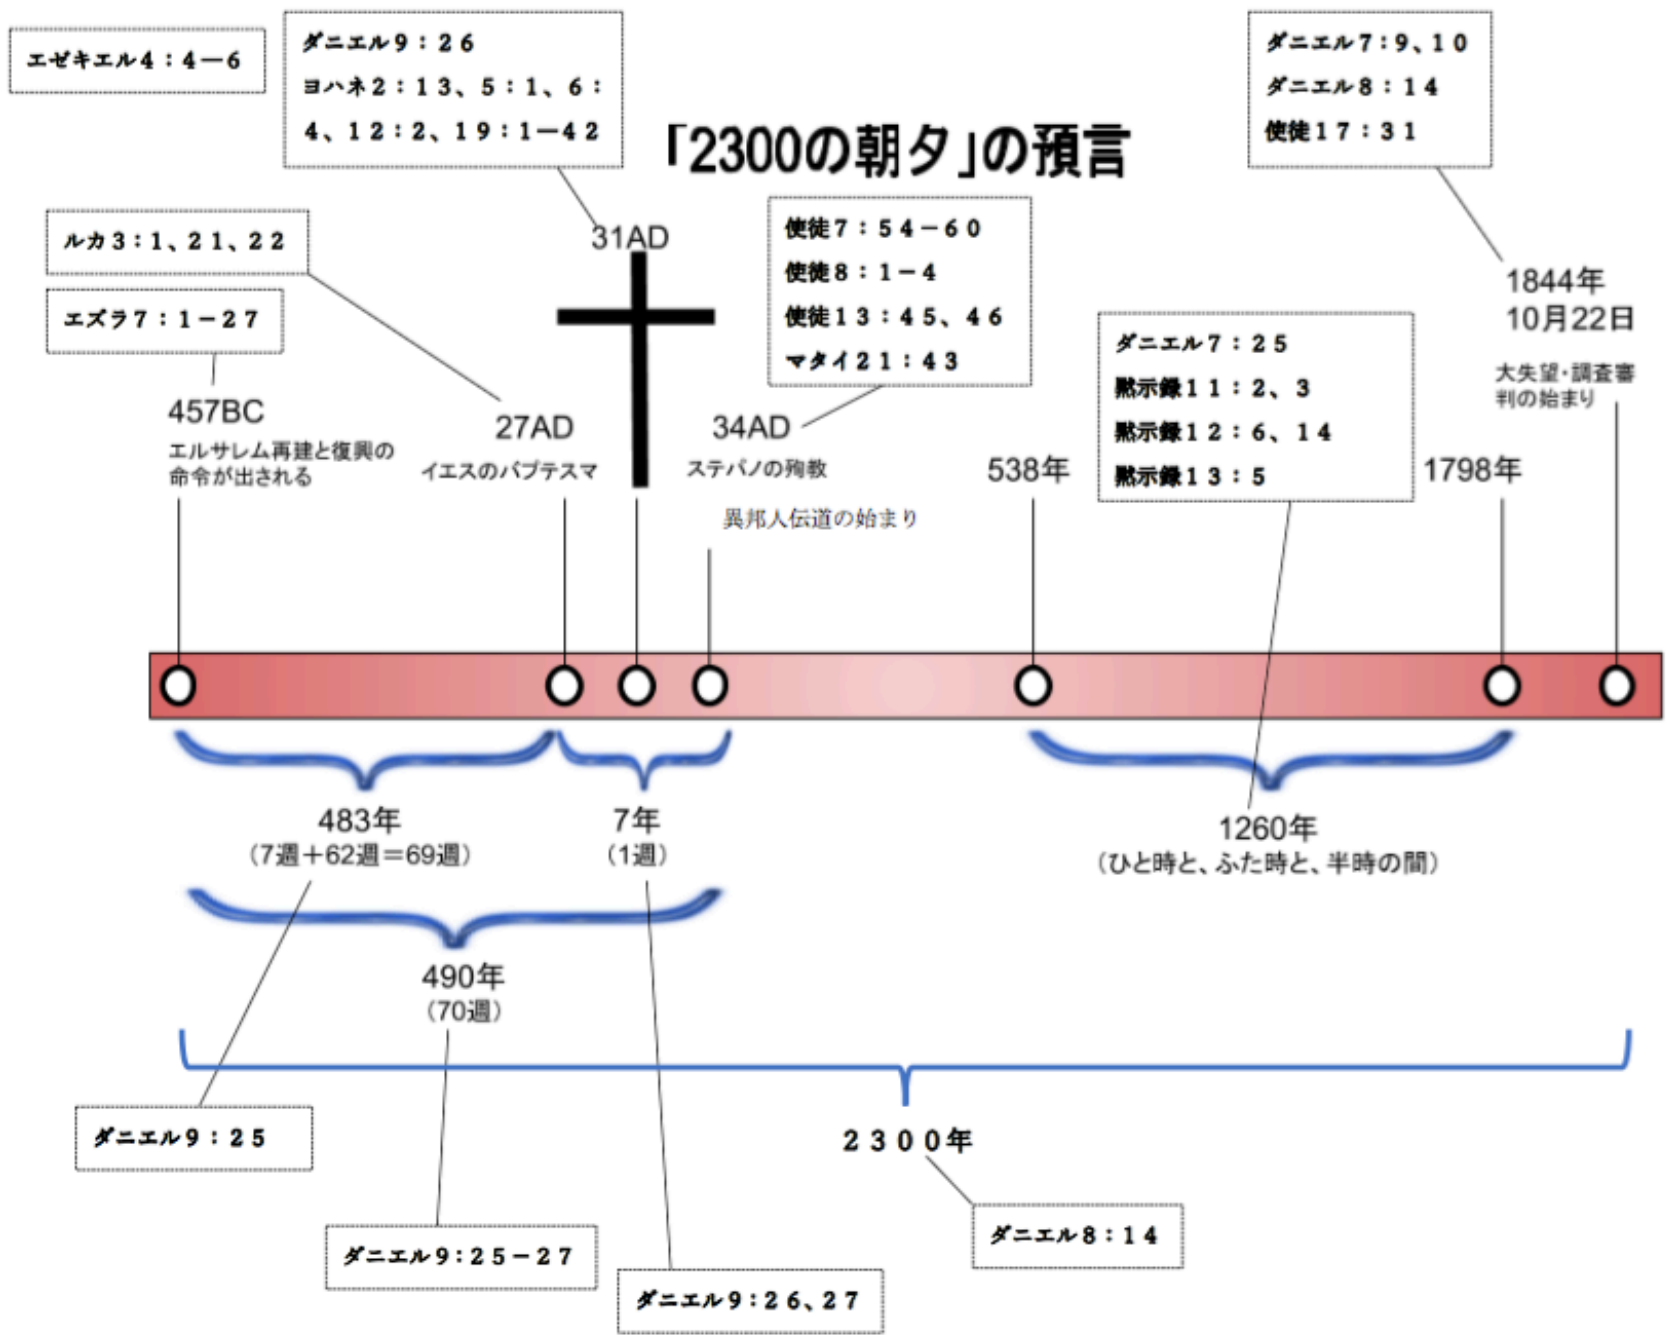 エゼキエル４：４－６
ダニエル９：２６
ヨハネ２：１３、５：１、６：
４、１２：２、１９：１－４２
「2300の朝夕」の預言
ダニエル７：９、１０
ダニエル８：１４
使徒１７：３１
ルカ３：１、２１、２２
エズラ７：１－２７
31AD
使徒７：５４－６０
使徒８：１－４
使徒１３：４５、４６
マタイ２１：４３
1844年
10月22日
大失望・調査審
判の始まり
ダニエル７：２５
黙示録１１：２、３
黙示録１２：６、１４
黙示録１３：５
457BC
エルサレム再建と復興の
命令が出される
27AD
イエスのバプテスマ
34AD
ステパノの殉教
異邦人伝道の始まり
538年
1798年
483年
（7週＋62週＝69週）
7年
（1週）
1260年
（ひと時と、ふた時と、半時の間）
490年
（70週）
ダニエル９：２５
２３００年
ダニエル９：２５－２７
ダニエル８：１４
ダニエル９：２６、２７